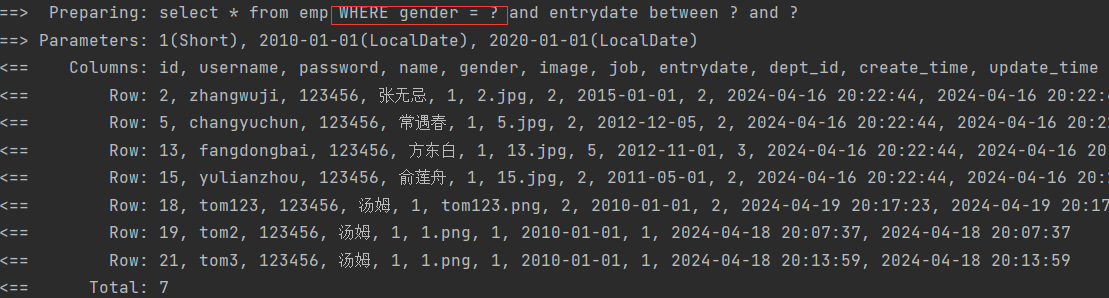 ==>  Preparing: select * from emp WHERE gender = ? and entrydate between ? and ?
==> Parameters: 1(Short), 2010-01-01(LocalDate), 2020-01-01(LocalDate)
<==    Columns: id, username, password, name, gender, image, job, entrydate, dept_id, create_time, update_time
<==        Row: 2, zhangwuji, 123456, 张无忌, 1, 2.jpg, 2, 2015-01-01, 2, 2024-04-16 20:22:44, 2024-04-16 20:22:
<==        Row: 5, changyuchun, 123456, 常遇春, 1, 5.jpg, 2, 2012-12-05, 2, 2024-04-16 20:22:44, 2024-04-16 20:22
<==        Row: 13, fangdongbai, 123456, 方东白, 1, 13.jpg, 5, 2012-11-01, 3, 2024-04-16 20:22:44, 2024-04-16 20
<==        Row: 15, yulianzhou, 123456, 俞莲舟, 1, 15.jpg, 2, 2011-05-01, 2, 2024-04-16 20:22:44, 2024-04-16 20:
<==        Row: 18, tom123, 123456, 汤姆, 1, tom123.png, 2, 2010-01-01, 2, 2024-04-19 20:17:23, 2024-04-19 20:17
<==        Row: 19, tom2, 123456, 汤姆, 1, 1.png, 1, 2010-01-01, 1, 2024-04-18 20:07:37, 2024-04-18 20:07:37
<==        Row: 21, tom3, 123456, 汤姆, 1, 1.png, 1, 2010-01-01, 1, 2024-04-18 20:13:59, 2024-04-18 20:13:59
<==      Total: 7